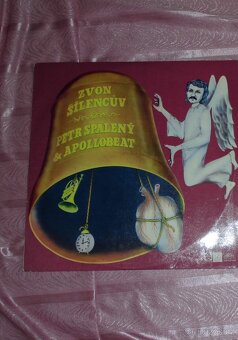 ZVON
ŠÍLENCŮV
PETR SPÁLENÝ
& APOLLOBEAT